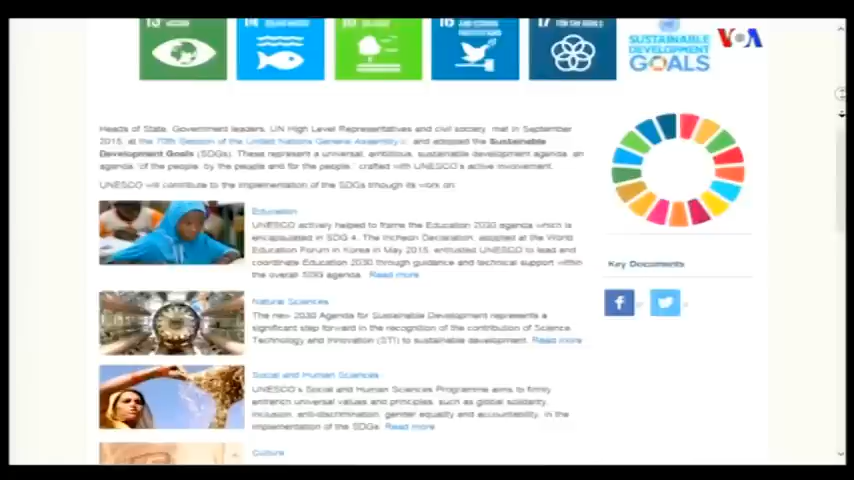 13
14
15
16
17
SUSTAINABLE
DEVELOPMENT
GOALS
VOA
Heads of State, Government leaders, UN High Level Representatives and civil society, met in September
2015, at the 70th Session of the United Nations General Assembly and adopted the Sustainable
Development Goals (SDGs). These represent a universal, ambitious, sustainable development agenda, an
agenda "of the people, by the people and for the people," crafted with UNESCO's active involvement.
UNESCO will contribute to the implementation of the SDGs through its work on:
Education
UNESCO actively helped to frame the Education 2030 agenda which is
encapsulated in SDG 4. The Incheon Declaration, adopted at the World
Education Forum in Korea in May 2015, entrusted UNESCO to lead and
coordinate Education 2030 through guidance and technical support within
the overall SDG agenda. Read more
Natural Sciences
The new 2030 Agenda for Sustainable Development represents a
significant step forward in the recognition of the contribution of Science,
Technology and Innovation (STI) to sustainable development. Read more
Social and Human Sciences
UNESCO's Social and Human Sciences Programme aims to firmly
entrench universal values and principles, such as global solidarity,
inclusion, anti-discrimination, gender equality and accountability, in the
implementation of the SDGs. Read more
Culture
Key Documents